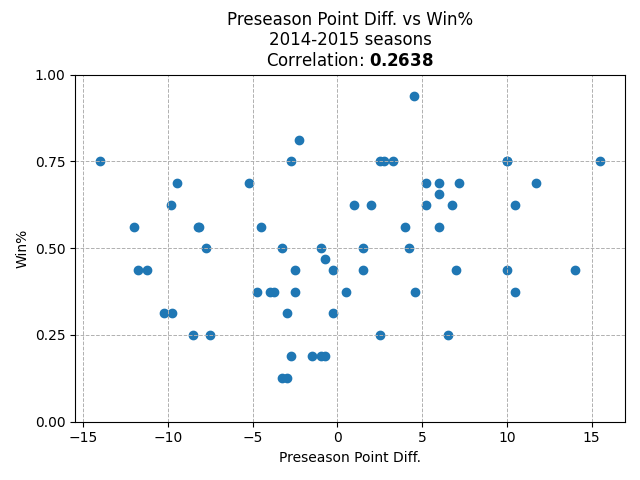 Preseason Point Diff. vs Win%
2014-2015 seasons
Correlation: 0.2638
1.00
0.75
0.50
0.25
0.00
Win%
−15
−10
−5
0
5
10
15
Preseason Point Diff.